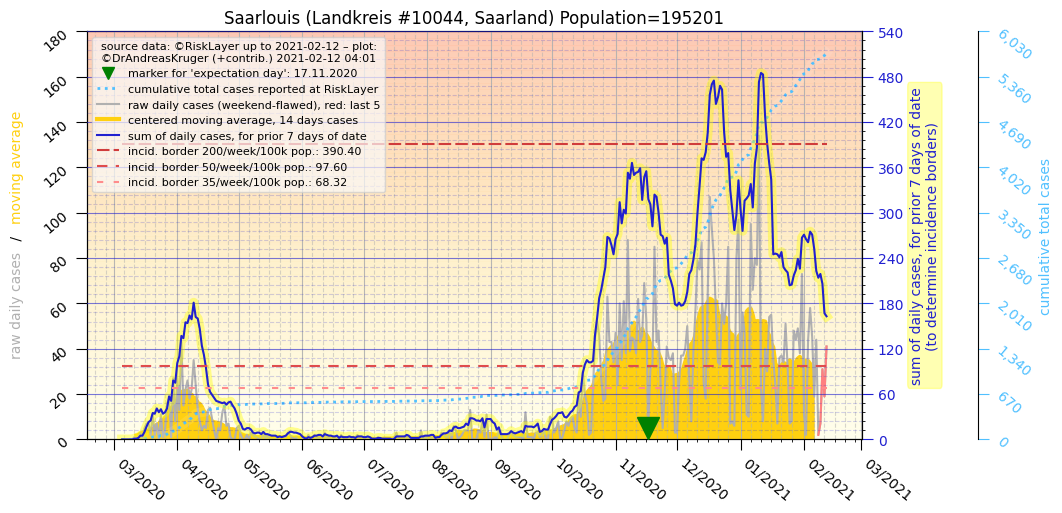 Saarlouis (Landkreis #10044, Saarland) Population=195201
source data: ©RiskLayer up to 2021-02-12 – plot:
©DrAndreasKruger (+contrib.) 2021-02-12 04:01
marker for 'expectation day': 17.11.2020
cumulative total cases reported at RiskLayer
raw daily cases (weekend-flawed), red: last 5
centered moving average, 14 days cases
sum of daily cases, for prior 7 days of date
incid. border 200/week/100k pop.: 390.40
incid. border 50/week/100k pop.: 97.60
incid. border 35/week/100k pop.: 68.32
raw daily cases / moving average
180
160
140
120
100
80
60
40
20
0
540
480
420
360
300
240
180
120
60
0
sum of daily cases, for prior 7 days of date
(to determine incidence borders)
6,030
5,360
4,690
4,020
3,350
2,680
2,010
1,340
670
0
cumulative total cases
03/2020
04/2020
05/2020
06/2020
07/2020
08/2020
09/2020
10/2020
11/2020
12/2020
01/2021
02/2021
03/2021